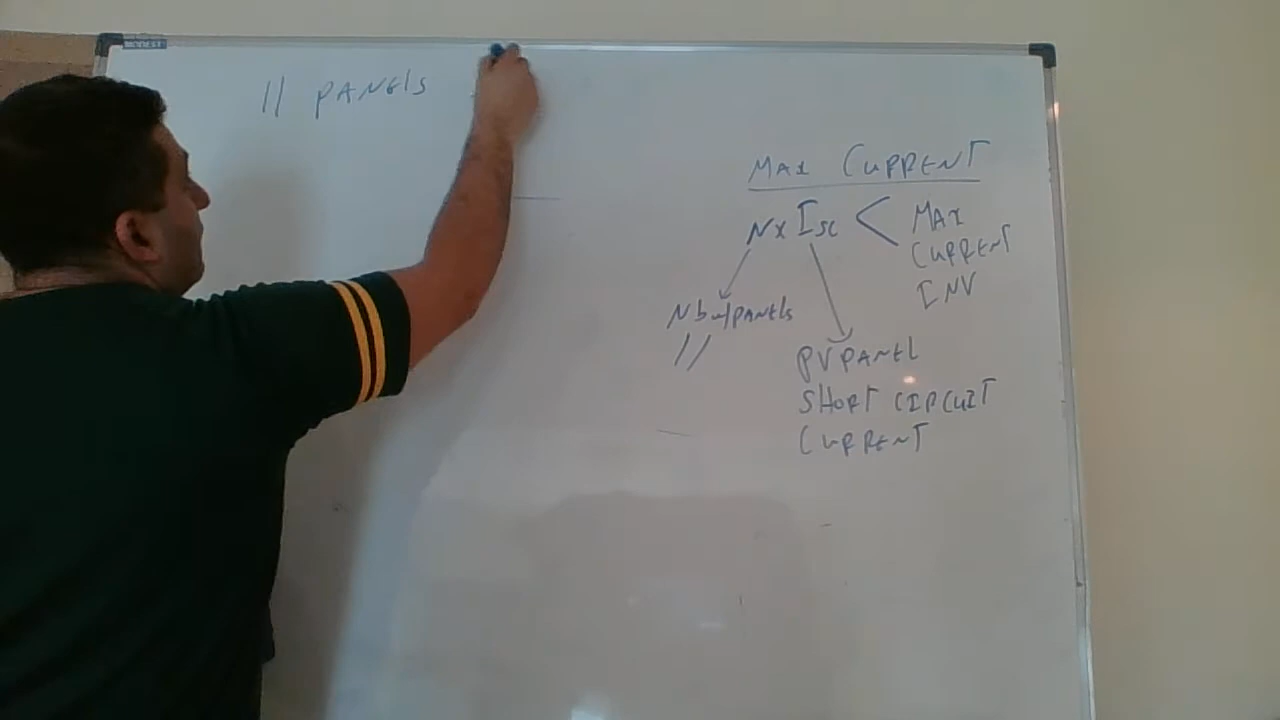 // PANELS
MAX CURRENT
N x Isc < MAX CURRENT INV
Nb of PANELS
//
PV PANEL
SHORT CIRCUIT
CURRENT